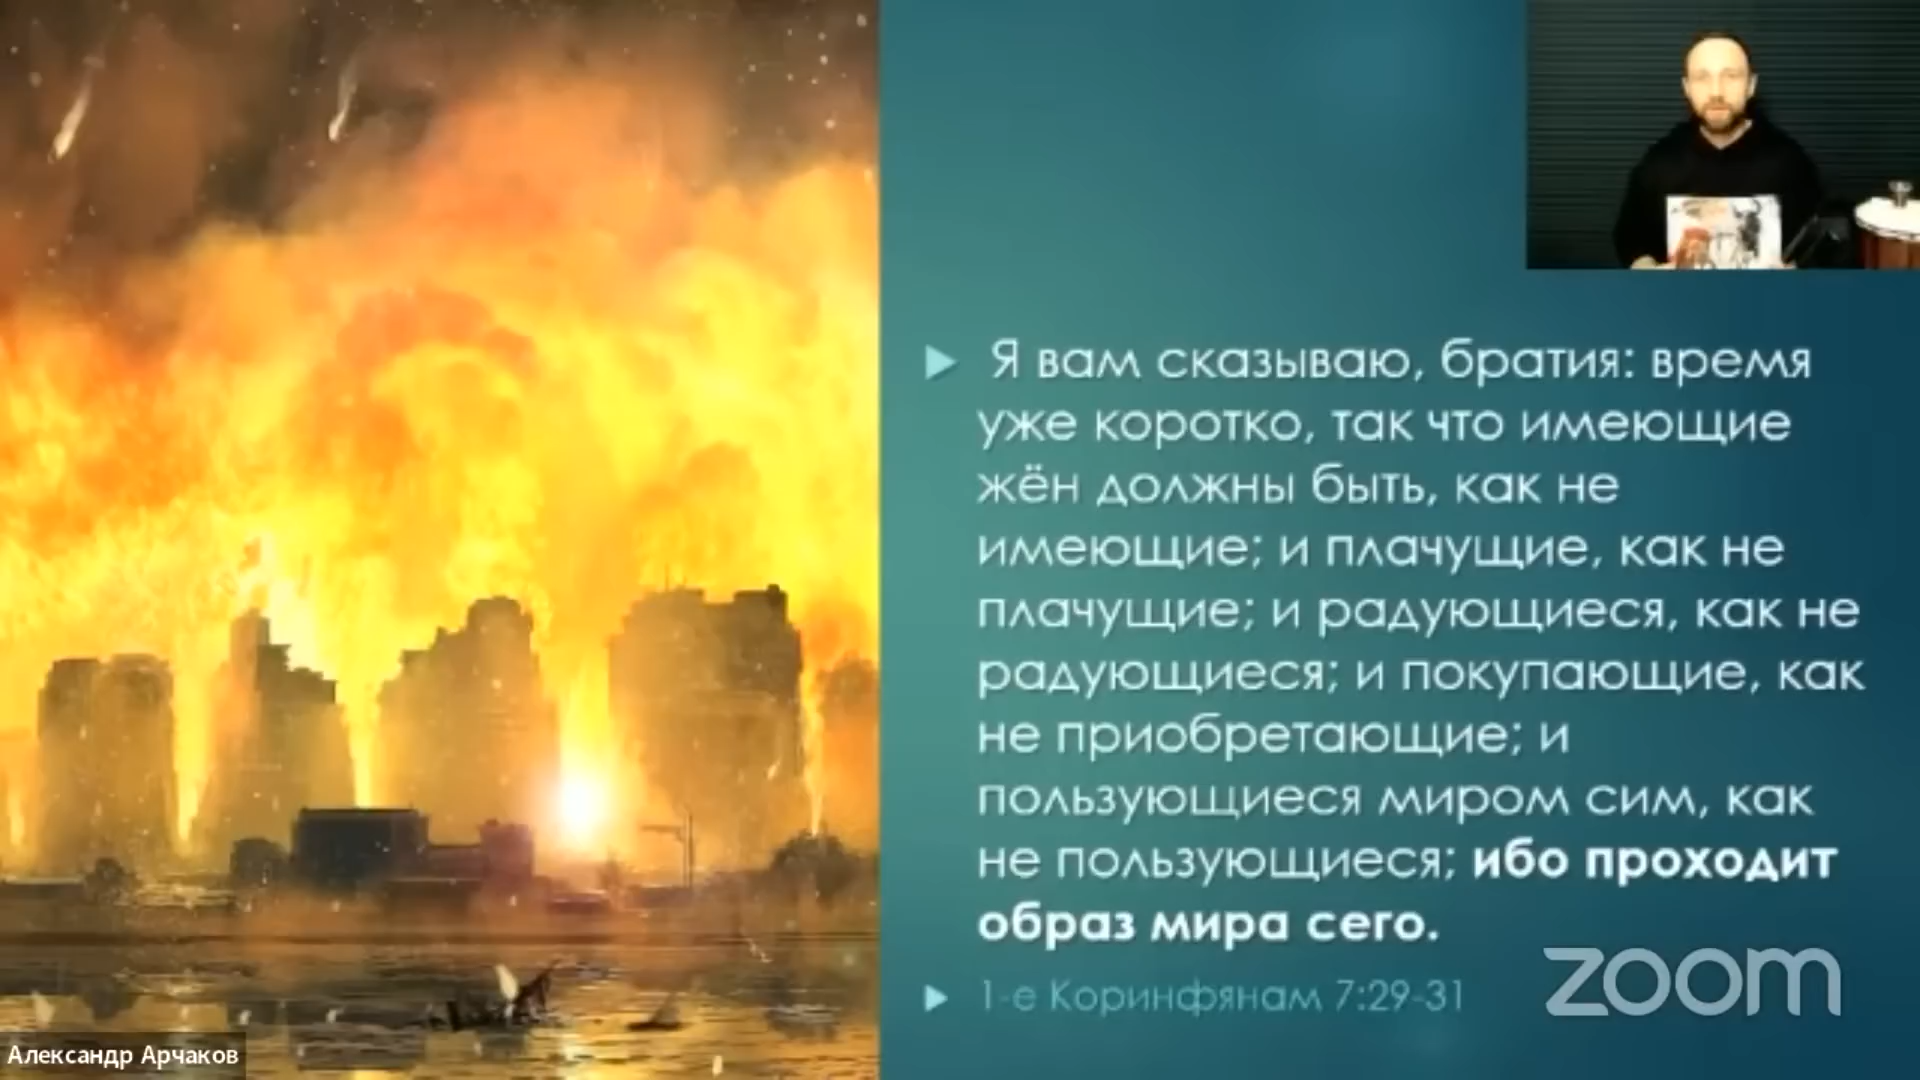 Я вам сказываю, братия: время
уже коротко, так что имеющие
жён должны быть, как не
имеющие; и плачущие, как не
плачущие; и радующиеся, как не
радующиеся; и покупающие, как
не приобретающие; и
пользующиеся миром сим, как
не пользующиеся; ибо проходит
образ мира сего.
1-е Коринфянам 7:29-31
zoom
Александр Арчаков